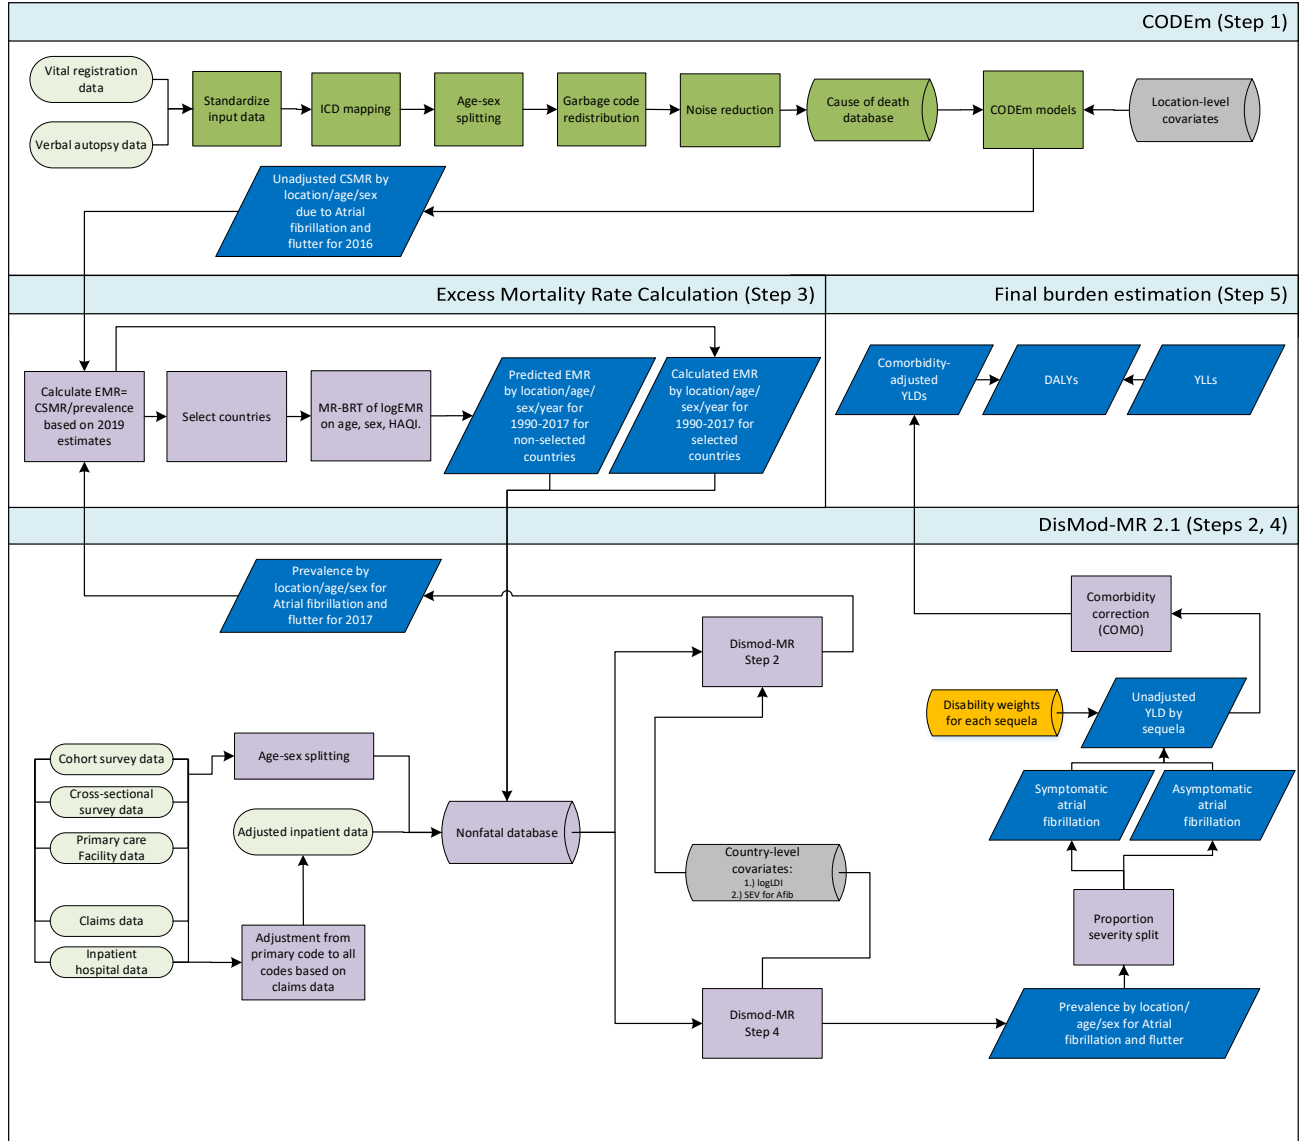 CODEm (Step 1)
Vital registration
data
Verbal autopsy data
Standardize
input data
ICD mapping
Age-sex
splitting
Garbage code
redistribution
Noise reduction
Cause of death
database
CODEm models
Location-level
covariates
Unadjusted CSMR by
location/age/sex
due to Atrial
fibrillation and
flutter for 2016
Excess Mortality Rate Calculation (Step 3)
Calculate EMR=
CSMR/prevalence
based on 2019
estimates
Select countries
MR-BRT of logEMR
on age, sex, HAQI.
Predicted EMR
by location/age/
sex/year for
1990-2017 for
non-selected
countries
Calculated EMR
by location/age/
sex/year for
1990-2017 for
selected
countries
Final burden estimation (Step 5)
Comorbidity-
adjusted
YLDs
DALYs
YLLs
DisMod-MR 2.1 (Steps 2, 4)
Prevalence by
location/age/sex for
Atrial fibrillation and
flutter for 2017
Dismod-MR
Step 2
Comorbidity
correction
(COMO)
Disability weights
for each sequela
Unadjusted
YLD by
sequela
Cohort survey data
Cross-sectional
survey data
Primary care
Facility data
Claims data
Inpatient
hospital data
Age-sex splitting
Adjusted inpatient data
Adjustment from
primary code to all
codes based on
claims data
Nonfatal database
Country-level
covariates:
1.) logLDI
2.) SEV for Afib
Symptomatic
atrial
fibrillation
Asymptomatic
atrial
fibrillation
Proportion
severity split
Dismod-MR
Step 4
Prevalence by location/
age/sex for Atrial
fibrillation and flutter